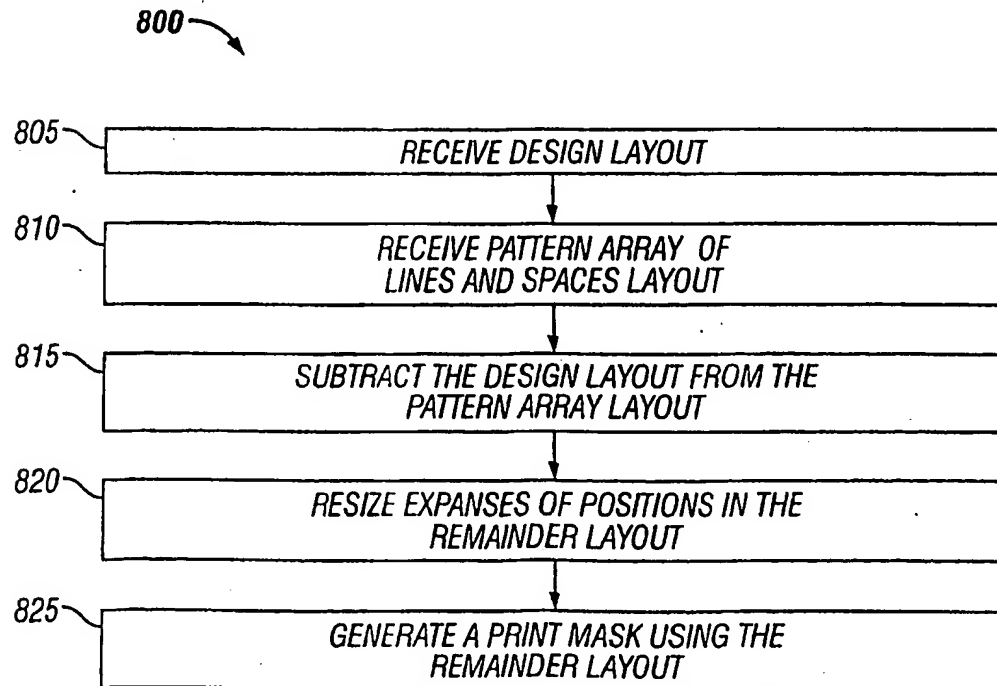 800
805
RECEIVE DESIGN LAYOUT
810
RECEIVE PATTERN ARRAY OF
LINES AND SPACES LAYOUT
815
SUBTRACT THE DESIGN LAYOUT FROM THE
PATTERN ARRAY LAYOUT
820
RESIZE EXPANSES OF POSITIONS IN THE
REMAINDER LAYOUT
825
GENERATE A PRINT MASK USING THE
REMAINDER LAYOUT